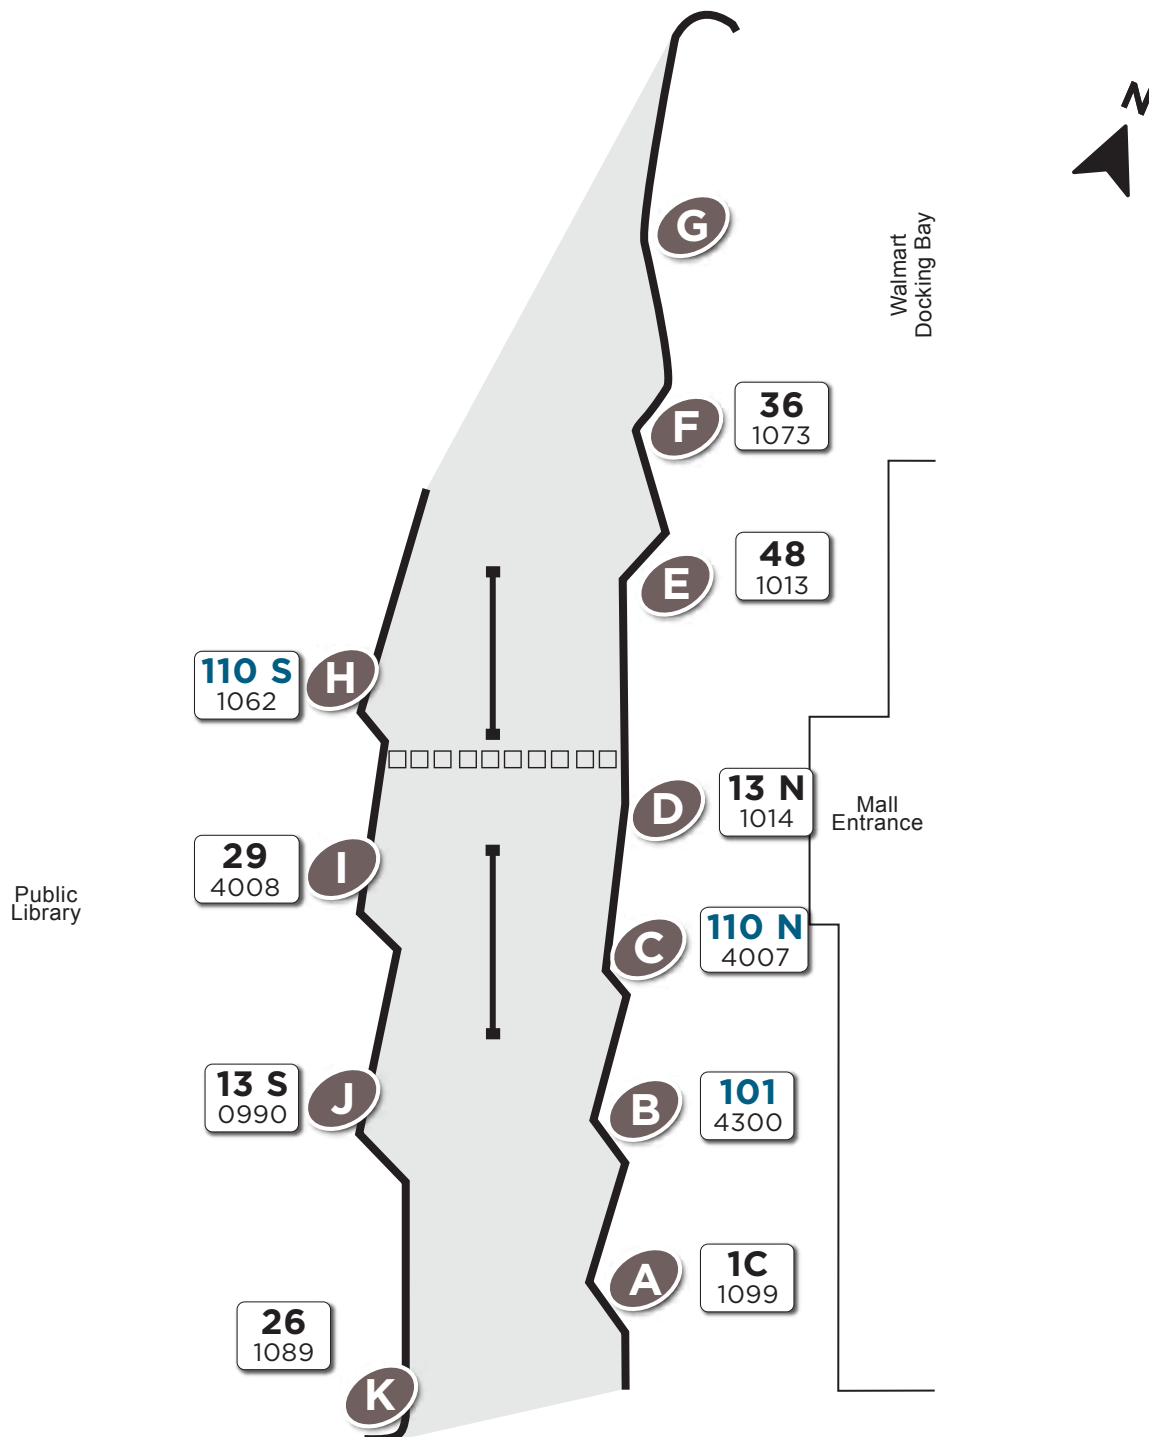 N
G
Walmart
Docking Bay
F
36
1073
E
48
1013
110 S
1062
H
D
13 N
1014
Mall
Entrance
29
4008
I
Public
Library
C
110 N
4007
13 S
0990
J
B
101
4300
A
1C
1099
26
1089
K